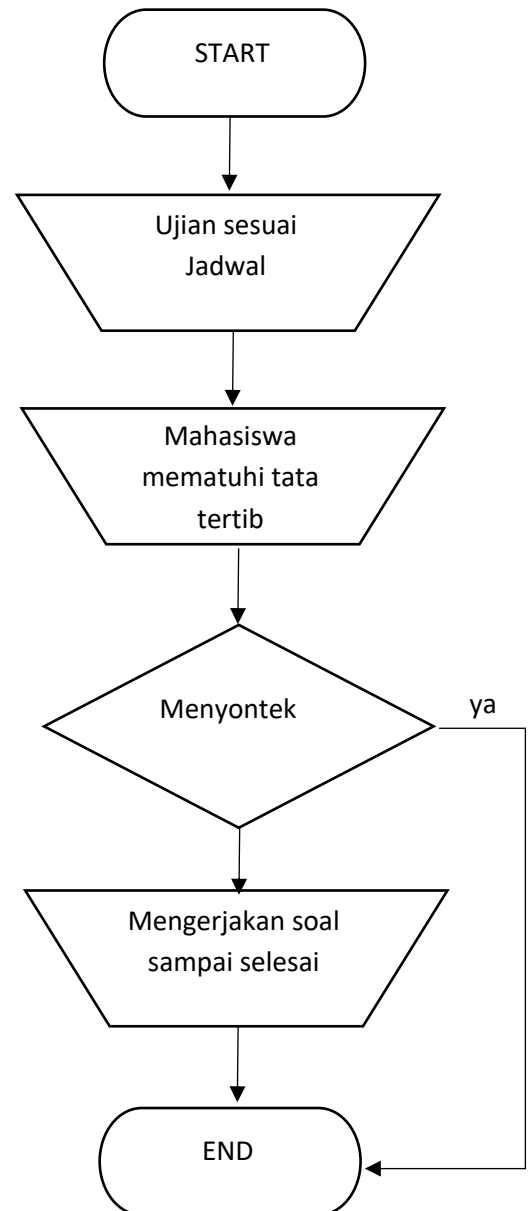 START
Ujian sesuai
Jadwal
Mahasiswa
mematuhi tata
tertib
Menyontek
ya
Mengerjakan soal
sampai selesai
END